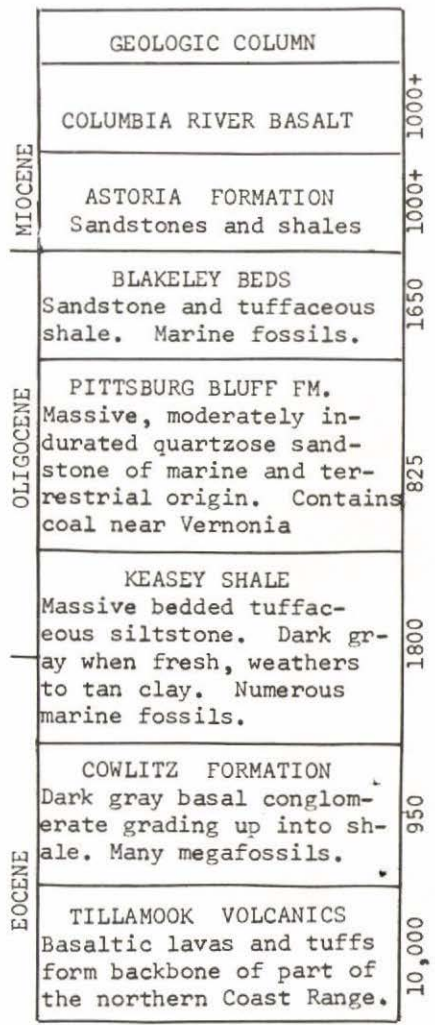 GEOLOGIC COLUMN
COLUMBIA RIVER BASALT
1000+
MIOCENE
ASTORIA FORMATION
Sandstones and shales
1000+
BLAKELEY BEDS
Sandstone and tuffaceous
shale. Marine fossils.
1650
OLIGOCENE
PITTSBURG BLUFF FM.
Massive, moderately in-
durated quartzose sand-
stone of marine and ter-
restrial origin. Contains
coal near Vernonia
825
KEASEY SHALE
Massive bedded tuffac-
eous siltstone. Dark gr-
ay when fresh, weathers
to tan clay. Numerous
marine fossils.
1800
EOCENE
COWLITZ FORMATION
Dark gray basal conglom-
erate grading up into sh-
ale. Many megafossils.
950
TILLAMOOK VOLCANICS
Basaltic lavas and tuffs
form backbone of part of
the northern Coast Range.
10,000